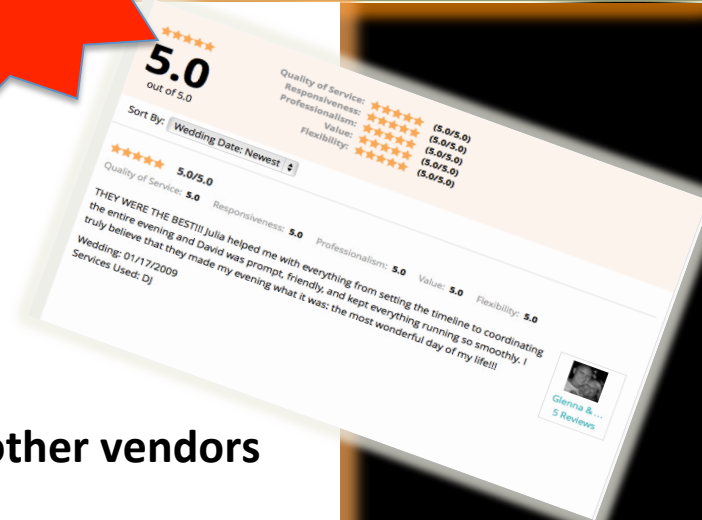 5.0
out of 5.0
Quality of Service: (5.0/5.0)
Responsiveness: (5.0/5.0)
Professionalism: (5.0/5.0)
Value: (5.0/5.0)
Flexibility: (5.0/5.0)
Sort By: Wedding Date: Newest
5.0/5.0
Quality of Service: 5.0 Responsiveness: 5.0 Professionalism: 5.0 Value: 5.0 Flexibility: 5.0
THEY WERE THE BEST!!! Julia helped me with everything from setting the timeline to coordinating
the entire evening and David was prompt, friendly, and kept everything running so smoothly. I
truly believe that they made my evening what it was: the most wonderful day of my life!!!
Wedding: 01/17/2009
Services Used: DJ
Glenna & ...
5 Reviews
other vendors